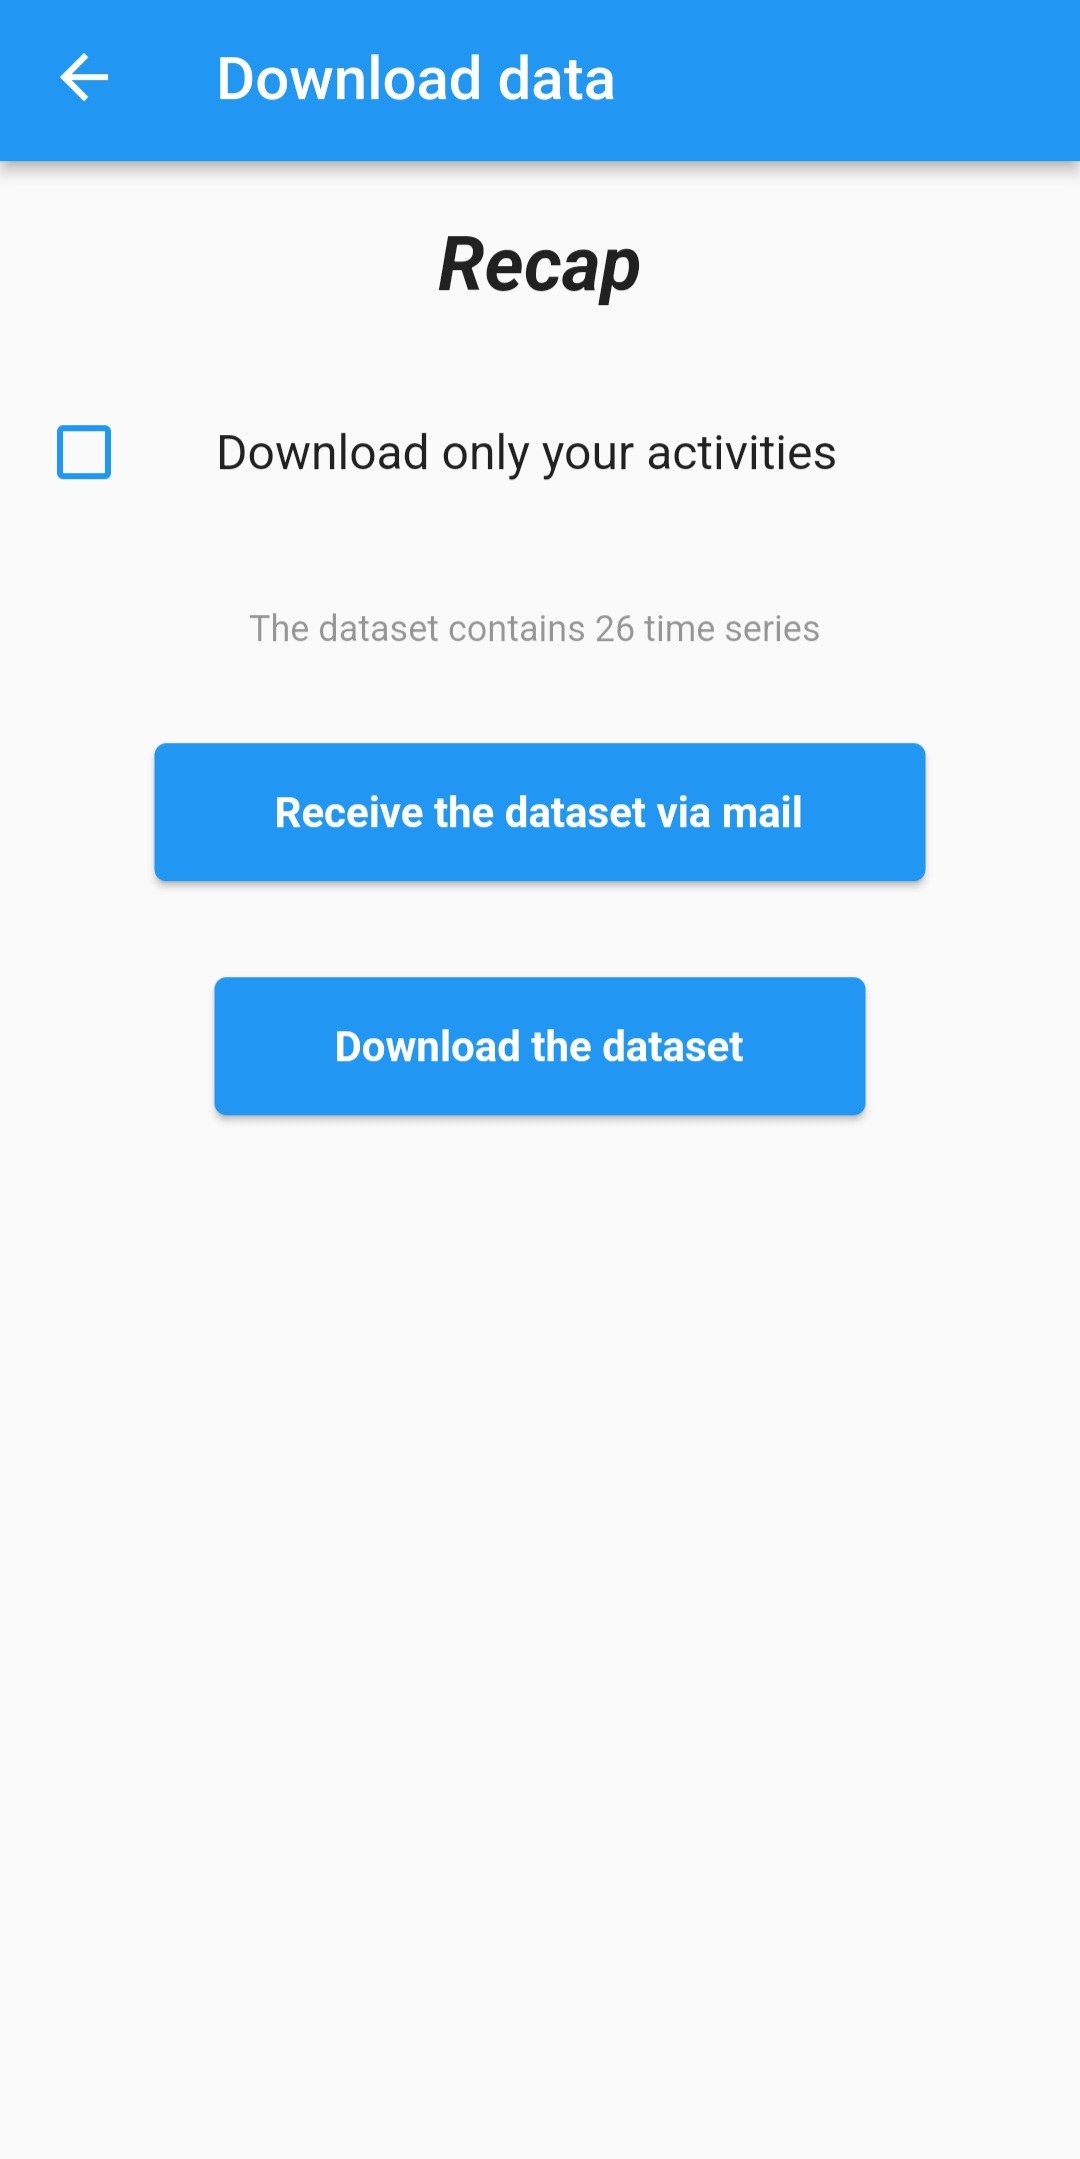 Download data
Recap
Download only your activities
The dataset contains 26 time series
Receive the dataset via mail
Download the dataset